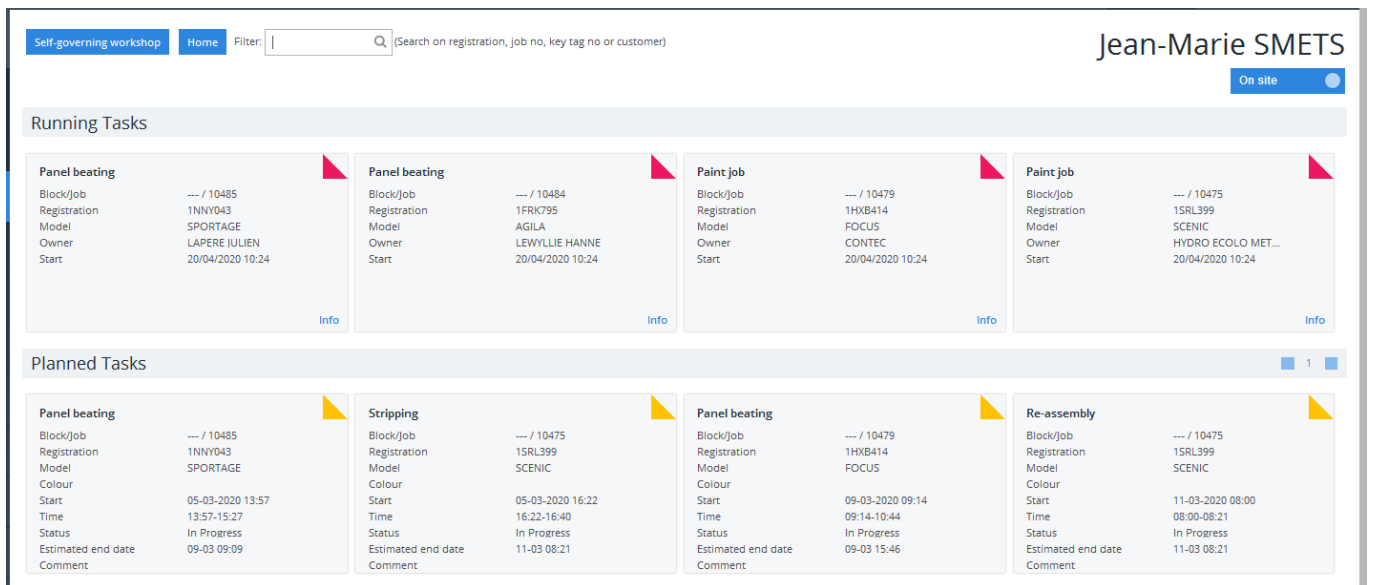 Self-governing workshop Home Filter: (Search on registration, job no, key tag no or customer) Jean-Marie SMETS
On site
Running Tasks
Panel beating
Block/Job --- / 10485
Registration 1NNY043
Model SPORTAGE
Owner LAPERE JULIEN
Start 20/04/2020 10:24
Info
Panel beating
Block/Job --- / 10484
Registration 1FRK795
Model AGILA
Owner LEWYLLIE HANNE
Start 20/04/2020 10:24
Info
Paint job
Block/Job --- / 10479
Registration 1HXB414
Model FOCUS
Owner CONTEC
Start 20/04/2020 10:24
Info
Paint job
Block/Job --- / 10475
Registration 1SRL399
Model SCENIC
Owner HYDRO ECOLO MET...
Start 20/04/2020 10:24
Info
Planned Tasks 1
Panel beating
Block/Job --- / 10485
Registration 1NNY043
Model SPORTAGE
Colour
Start 05-03-2020 13:57
Time 13:57-15:27
Status In Progress
Estimated end date 09-03 09:09
Comment
Stripping
Block/Job --- / 10475
Registration 1SRL399
Model SCENIC
Colour
Start 05-03-2020 16:22
Time 16:22-16:40
Status In Progress
Estimated end date 11-03 08:21
Comment
Panel beating
Block/Job --- / 10479
Registration 1HXB414
Model FOCUS
Colour
Start 09-03-2020 09:14
Time 09:14-10:44
Status In Progress
Estimated end date 09-03 15:46
Comment
Re-assembly
Block/Job --- / 10475
Registration 1SRL399
Model SCENIC
Colour
Start 11-03-2020 08:00
Time 08:00-08:21
Status In Progress
Estimated end date 11-03 08:21
Comment